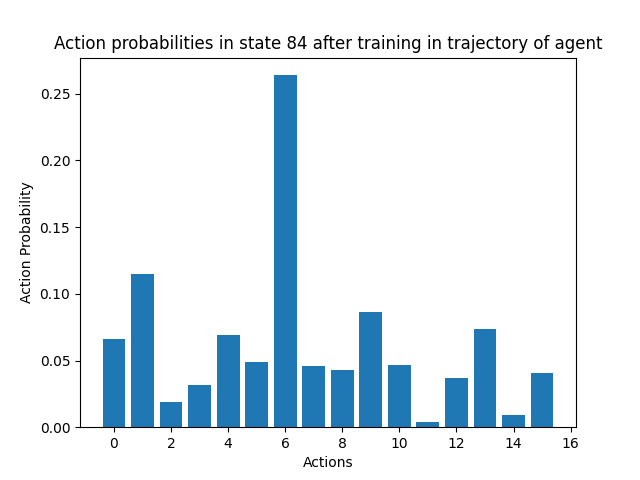 Action probabilities in state 84 after training in trajectory of agent
0.25
0.20
0.15
0.10
0.05
0.00
Action Probability
0 2 4 6 8 10 12 14 16
Actions